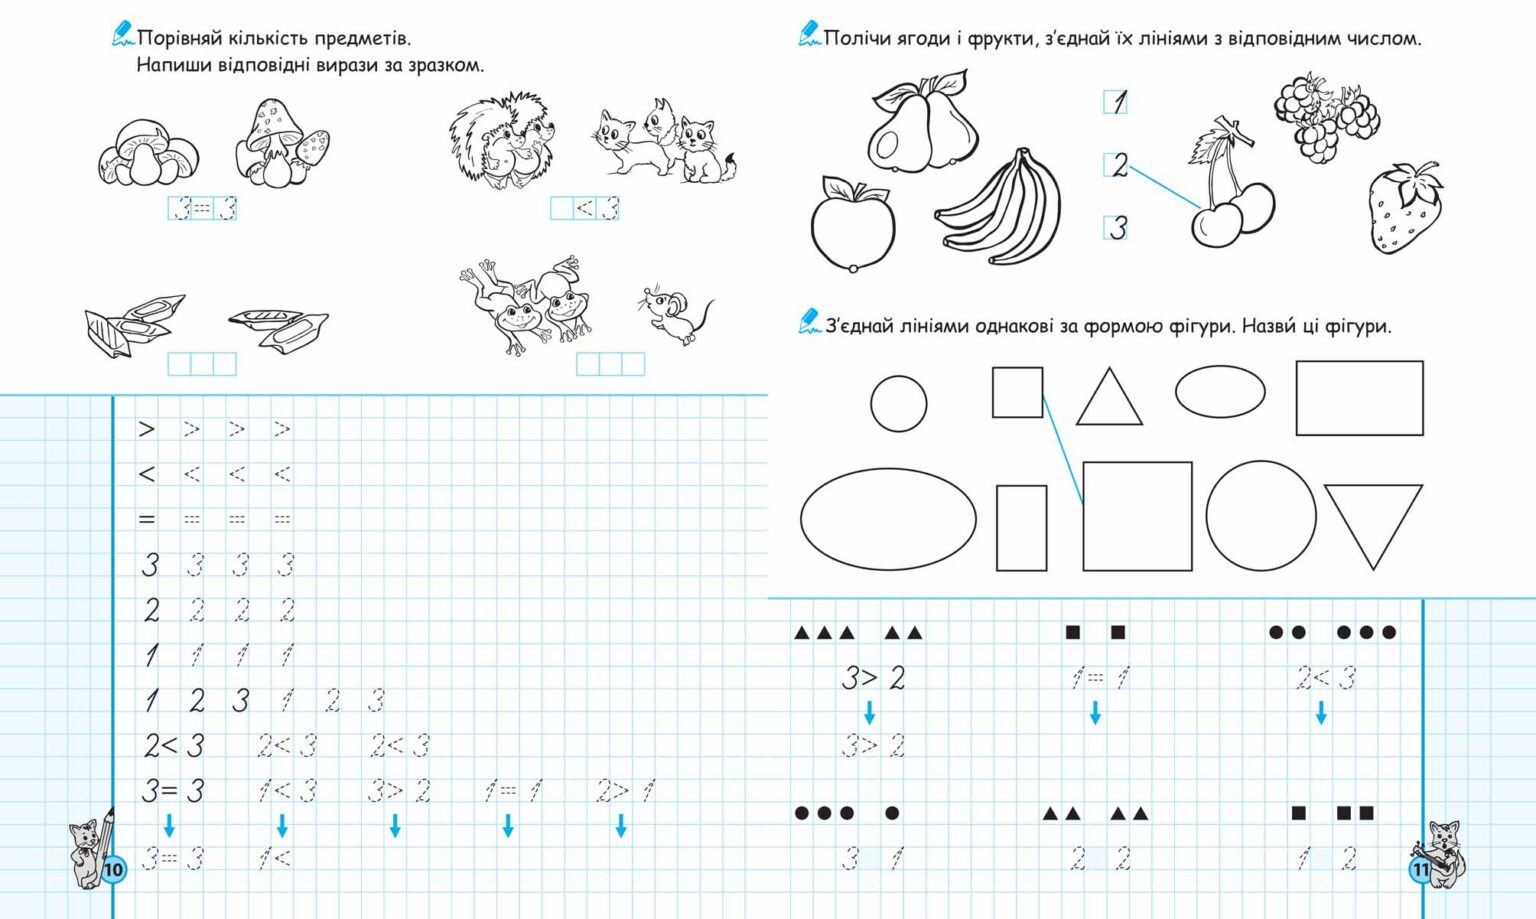 Порівняй кількість предметів.
Напиши відповідні вирази за зразком.
3 = 3
< 3
> > > >
< < < <
= = = =
3 3 3 3
2 2 2 2
1 1 1 1
1 2 3 1 2 3
2 < 3 2 < 3 2 < 3
3 = 3 1 < 3 3 > 2 1 = 1 2 > 1
3 = 3 1 <
10
Полічи ягоди і фрукти, з’єднай їх лініями з відповідним числом.
1
2
3
З’єднай лініями однакові за формою фігури. Назви́ ці фігури.
3 > 2 1 = 1 2 < 3
3 > 2
3 1 2 2 1 2
11